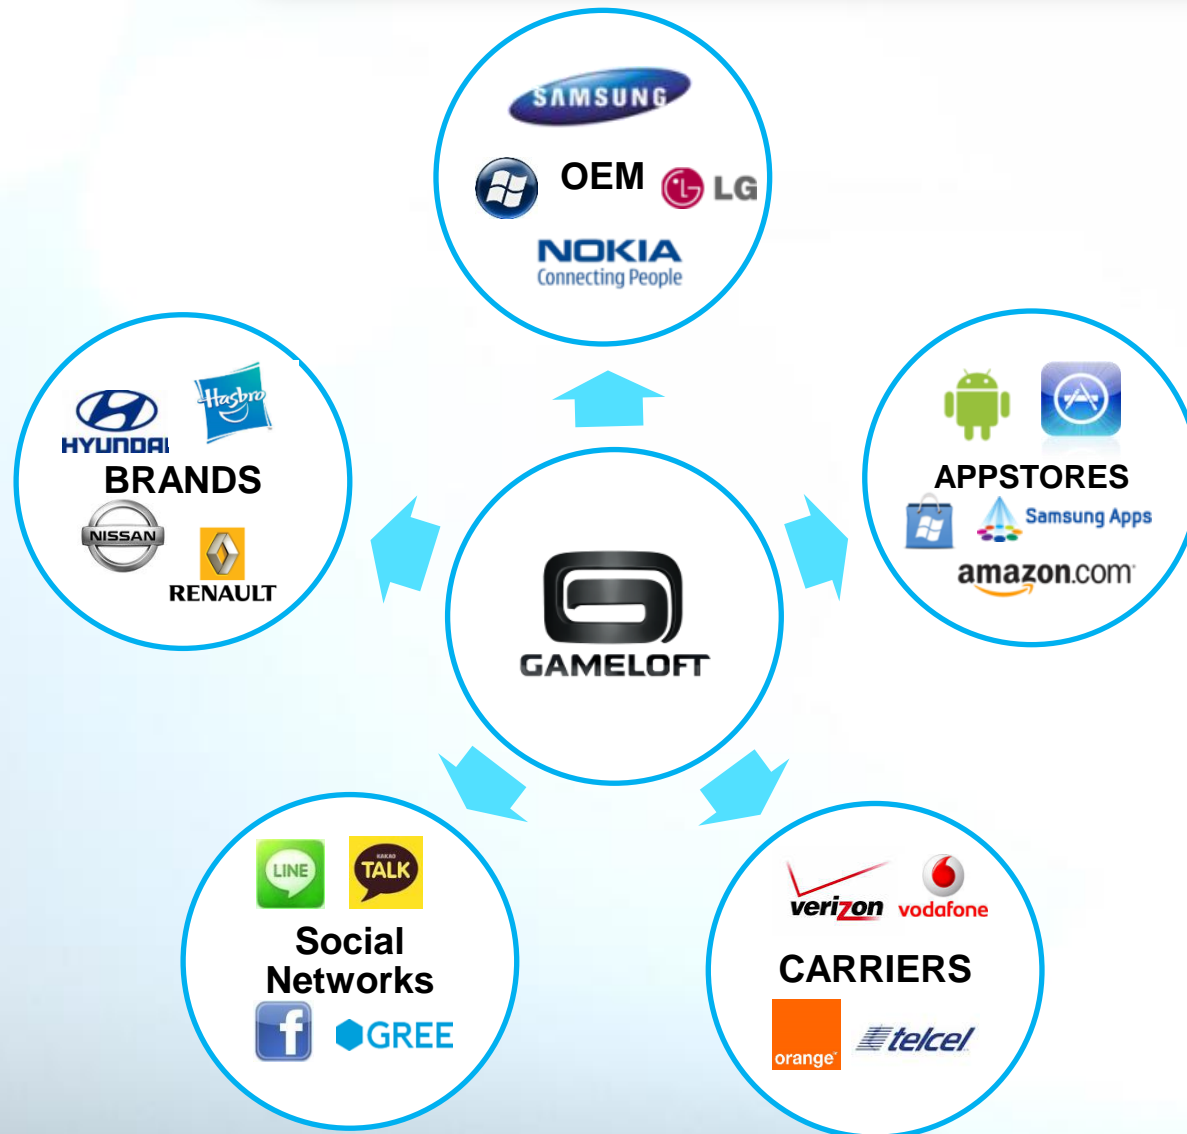 SAMSUNG
OEM
LG
NOKIA
Connecting People
HYUNDAI
Hasbro
BRANDS
NISSAN
RENAULT
APPSTORES
Samsung Apps
amazon.com
GAMELOFT
LINE
KAKAO
TALK
Social
Networks
f
GREE
verizon
vodafone
CARRIERS
orange
telcel